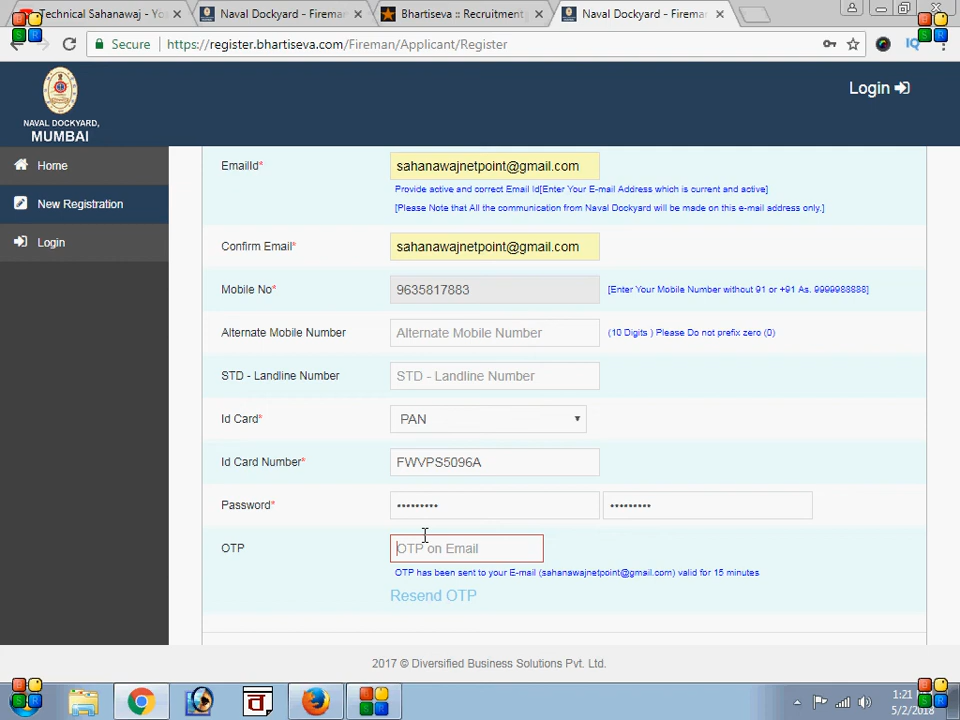 Technical Sahanawaj - Yo
Naval Dockyard - Fireman
Bhartiseva :: Recruitment
Naval Dockyard - Fireman
S R
S R
Secure
https://register.bhartiseva.com/Fireman/Applicant/Register
IQ
NAVAL DOCKYARD,
MUMBAI
Login
Home
New Registration
Login
EmailId*
sahanawajnetpoint@gmail.com
Provide active and correct Email Id[Enter Your E-mail Address which is current and active]
[Please Note that All the communication from Naval Dockyard will be made on this e-mail address only.]
Confirm Email*
sahanawajnetpoint@gmail.com
Mobile No*
9635817883
[Enter Your Mobile Number without 91 or +91 As. 9999988888]
Alternate Mobile Number
Alternate Mobile Number
(10 Digits ) Please Do not prefix zero (0)
STD - Landline Number
STD - Landline Number
Id Card*
PAN
Id Card Number*
FWVPS5096A
Password*
•••••••••
•••••••••
OTP
OTP on Email
OTP has been sent to your E-mail (sahanawajnetpoint@gmail.com) valid for 15 minutes
Resend OTP
2017 © Diversified Business Solutions Pvt. Ltd.
S R
व
1:21
5/2/2018
S R